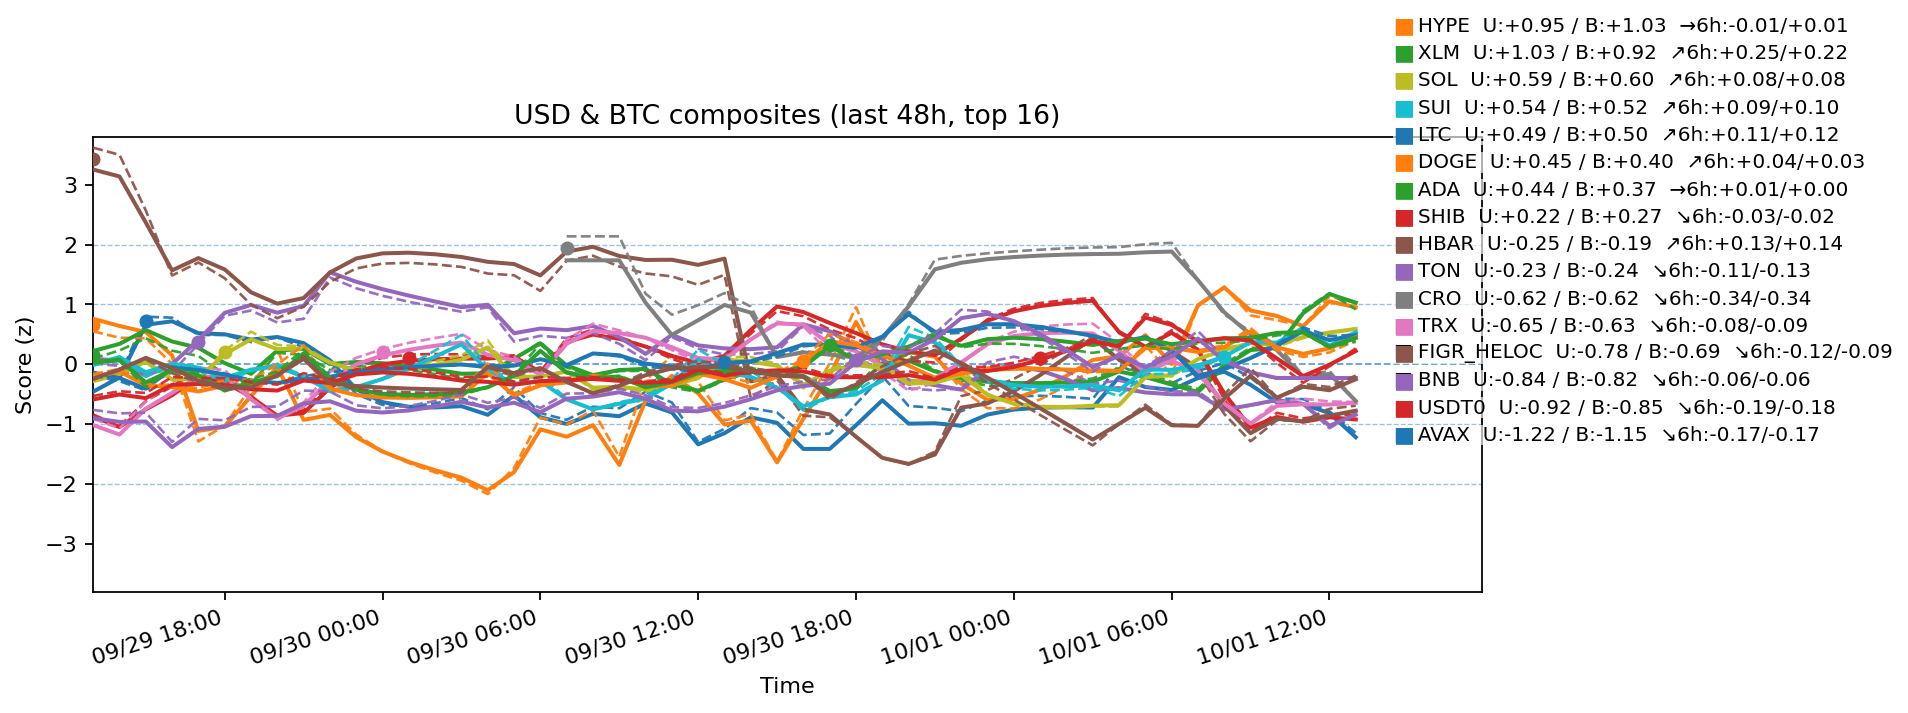 HYPE  U:+0.95 / B:+1.03  →6h:-0.01/+0.01
XLM  U:+1.03 / B:+0.92  ↗6h:+0.25/+0.22
SOL  U:+0.59 / B:+0.60  ↗6h:+0.08/+0.08
SUI  U:+0.54 / B:+0.52  ↗6h:+0.09/+0.10
LTC  U:+0.49 / B:+0.50  ↗6h:+0.11/+0.12
DOGE  U:+0.45 / B:+0.40  ↗6h:+0.04/+0.03
ADA  U:+0.44 / B:+0.37  →6h:+0.01/+0.00
SHIB  U:+0.22 / B:+0.27  ↘6h:-0.03/-0.02
HBAR  U:-0.25 / B:-0.19  ↗6h:+0.13/+0.14
TON  U:-0.23 / B:-0.24  ↘6h:-0.11/-0.13
CRO  U:-0.62 / B:-0.62  ↘6h:-0.34/-0.34
TRX  U:-0.65 / B:-0.63  ↘6h:-0.08/-0.09
FIGR_HELOC  U:-0.78 / B:-0.69  ↘6h:-0.12/-0.09
BNB  U:-0.84 / B:-0.82  ↘6h:-0.06/-0.06
USDT0  U:-0.92 / B:-0.85  ↘6h:-0.19/-0.18
AVAX  U:-1.22 / B:-1.15  ↘6h:-0.17/-0.17
USD & BTC composites (last 48h, top 16)
Score (z)
3
2
1
0
−1
−2
−3
09/29 18:00
09/30 00:00
09/30 06:00
09/30 12:00
09/30 18:00
10/01 00:00
10/01 06:00
10/01 12:00
Time